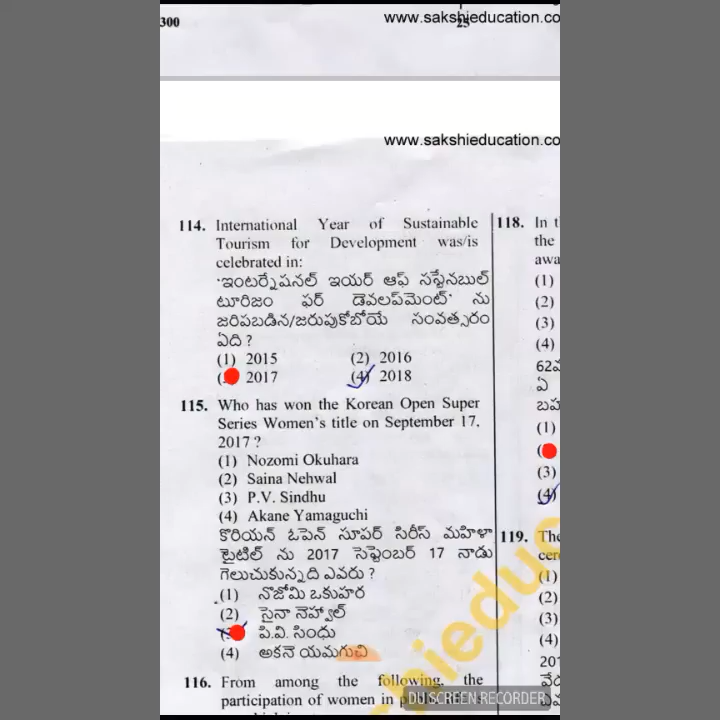 300
www.sakshieducation.co
25
www.sakshieducation.co
114. International Year of Sustainable
Tourism for Development was/is
celebrated in:
'ఇంటర్నేషనల్ ఇయర్ ఆఫ్ సస్టేనబుల్
టూరిజం ఫర్ డెవలప్‌మెంట్' ను
జరిపబడిన/జరుపుకోబోయే సంవత్సరం
ఏది ?
(1) 2015 (2) 2016
2017 (4) 2018
115. Who has won the Korean Open Super
Series Women's title on September 17,
2017 ?
(1) Nozomi Okuhara
(2) Saina Nehwal
(3) P.V. Sindhu
(4) Akane Yamaguchi
కొరియన్ ఓపెన్ సూపర్ సిరీస్ మహిళా
టైటిల్ ను 2017 సెప్టెంబర్ 17 నాడు
గెలుచుకున్నది ఎవరు ?
(1) నొజోమి ఒకుహర
(2) సైనా నెహ్వాల్
పి.వి. సింధు
(4) అకనె యమగుచి
116. From among the following, the
participation of women in
118. In t
the
awa
(1)
(2)
(3)
(4)
62వ
ఏ
బహ
(1)
(3)
(4)
119. The
cer
(1)
(2)
(3)
(4)
201
వేద
DU SCREEN RECORDER